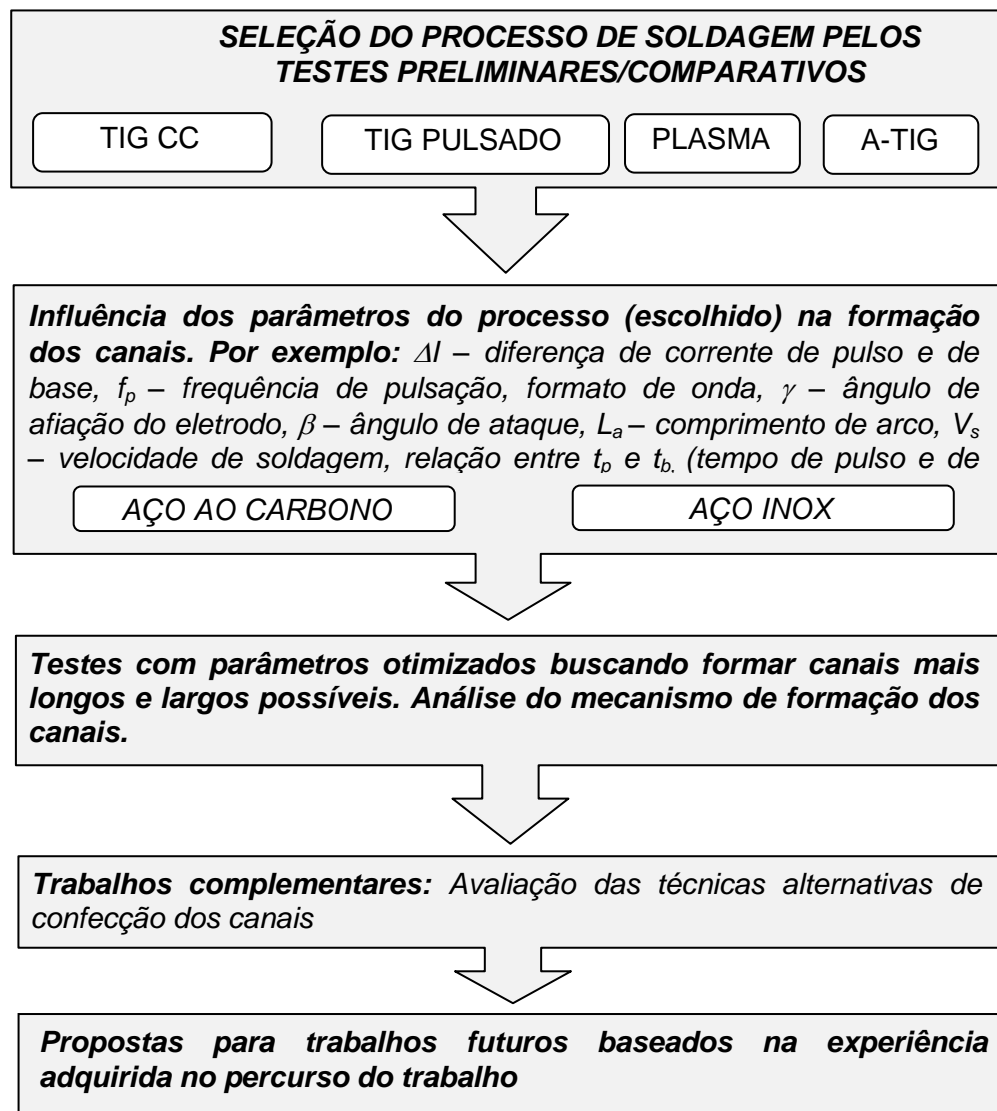 SELEÇÃO DO PROCESSO DE SOLDAGEM PELOS
TESTES PRELIMINARES/COMPARATIVOS
TIG CC
TIG PULSADO
PLASMA
A-TIG
Influência dos parâmetros do processo (escolhido) na formação
dos canais. Por exemplo: ΔI – diferença de corrente de pulso e de
base, fp – frequência de pulsação, formato de onda, γ – ângulo de
afiação do eletrodo, β – ângulo de ataque, La – comprimento de arco, Vs
– velocidade de soldagem, relação entre tp e tb, (tempo de pulso e de
AÇO AO CARBONO
AÇO INOX
Testes com parâmetros otimizados buscando formar canais mais
longos e largos possíveis. Análise do mecanismo de formação dos
canais.
Trabalhos complementares: Avaliação das técnicas alternativas de
confecção dos canais
Propostas para trabalhos futuros baseados na experiência
adquirida no percurso do trabalho